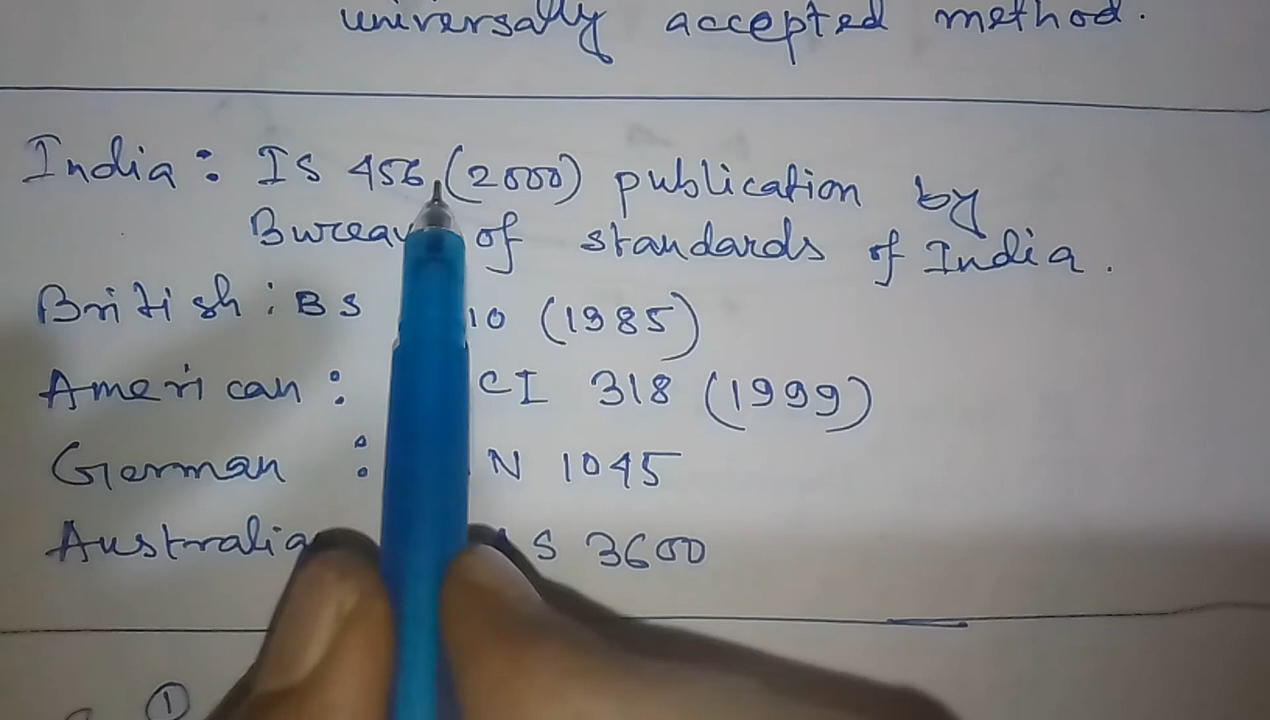 universally accepted method.
India: IS 456 (2000) publication by
Bureau of standards of India.
British: BS 10 (1985)
American: CI 318 (1999)
German : N 1045
Australia S 3600
1